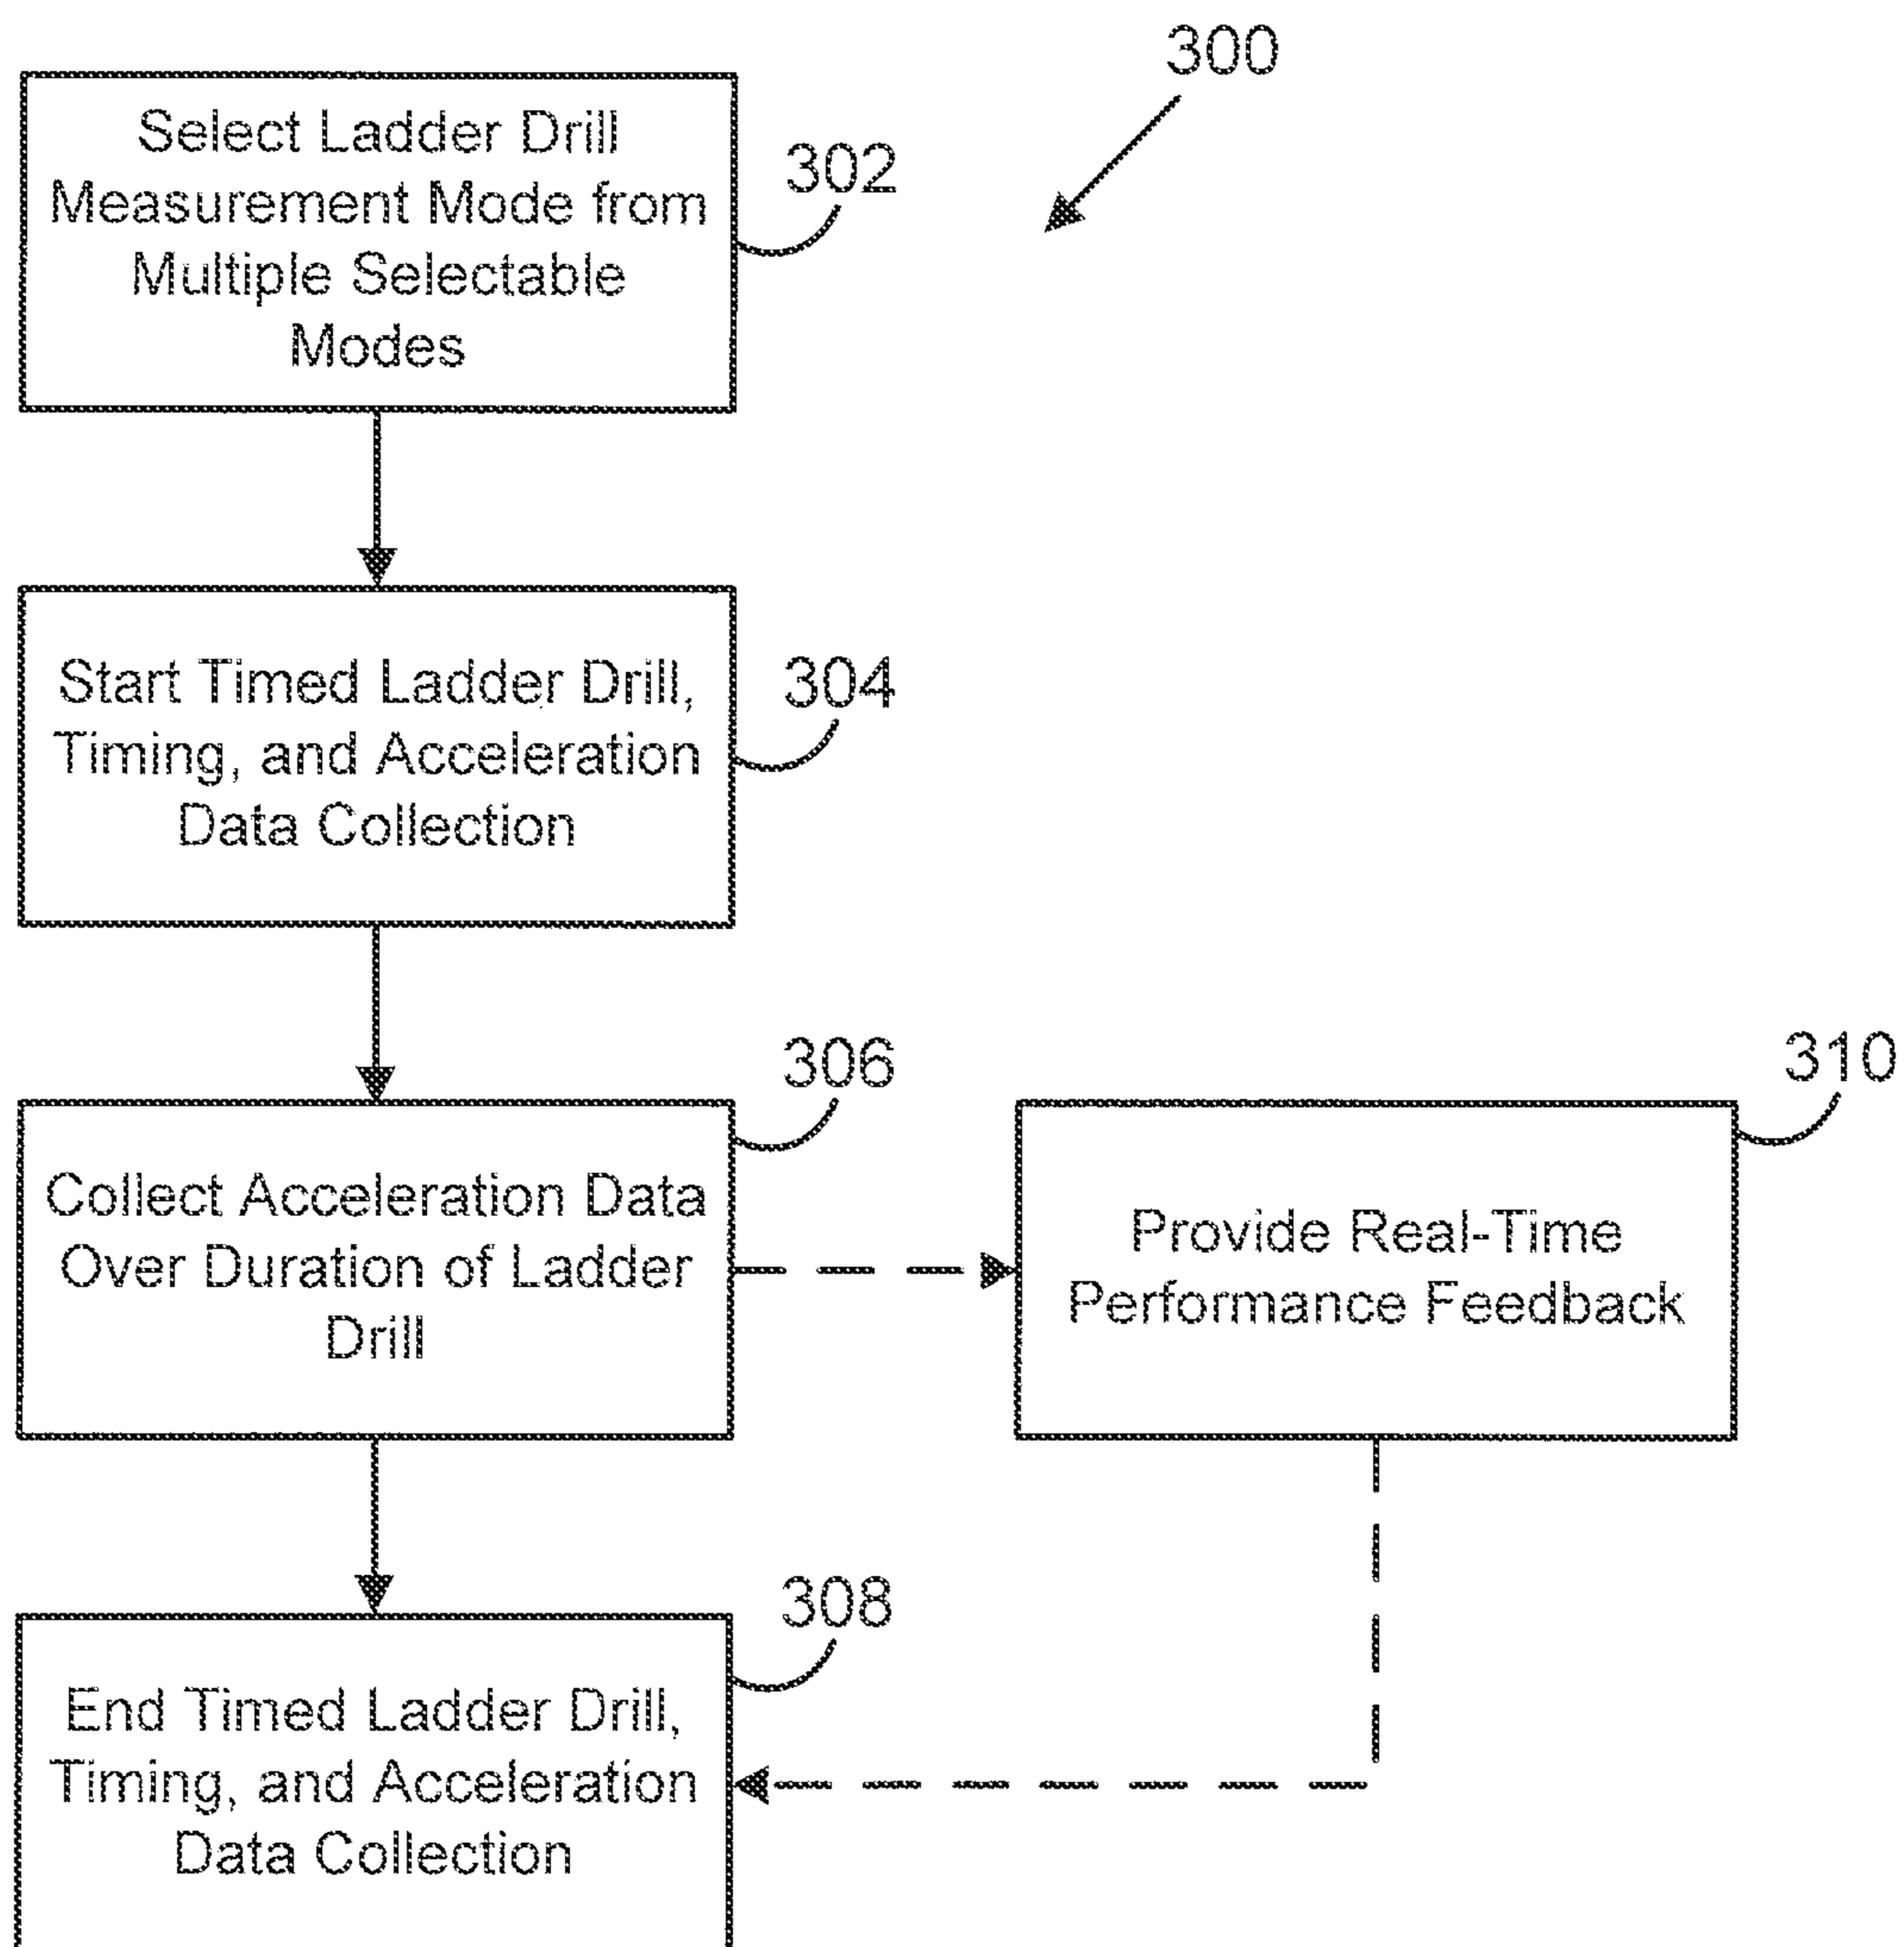 300
Select Ladder Drill
Measurement Mode from
Multiple Selectable
Modes
302
Start Timed Ladder Drill,
Timing, and Acceleration
Data Collection
304
Collect Acceleration Data
Over Duration of Ladder
Drill
306
Provide Real-Time
Performance Feedback
310
End Timed Ladder Drill,
Timing, and Acceleration
Data Collection
308